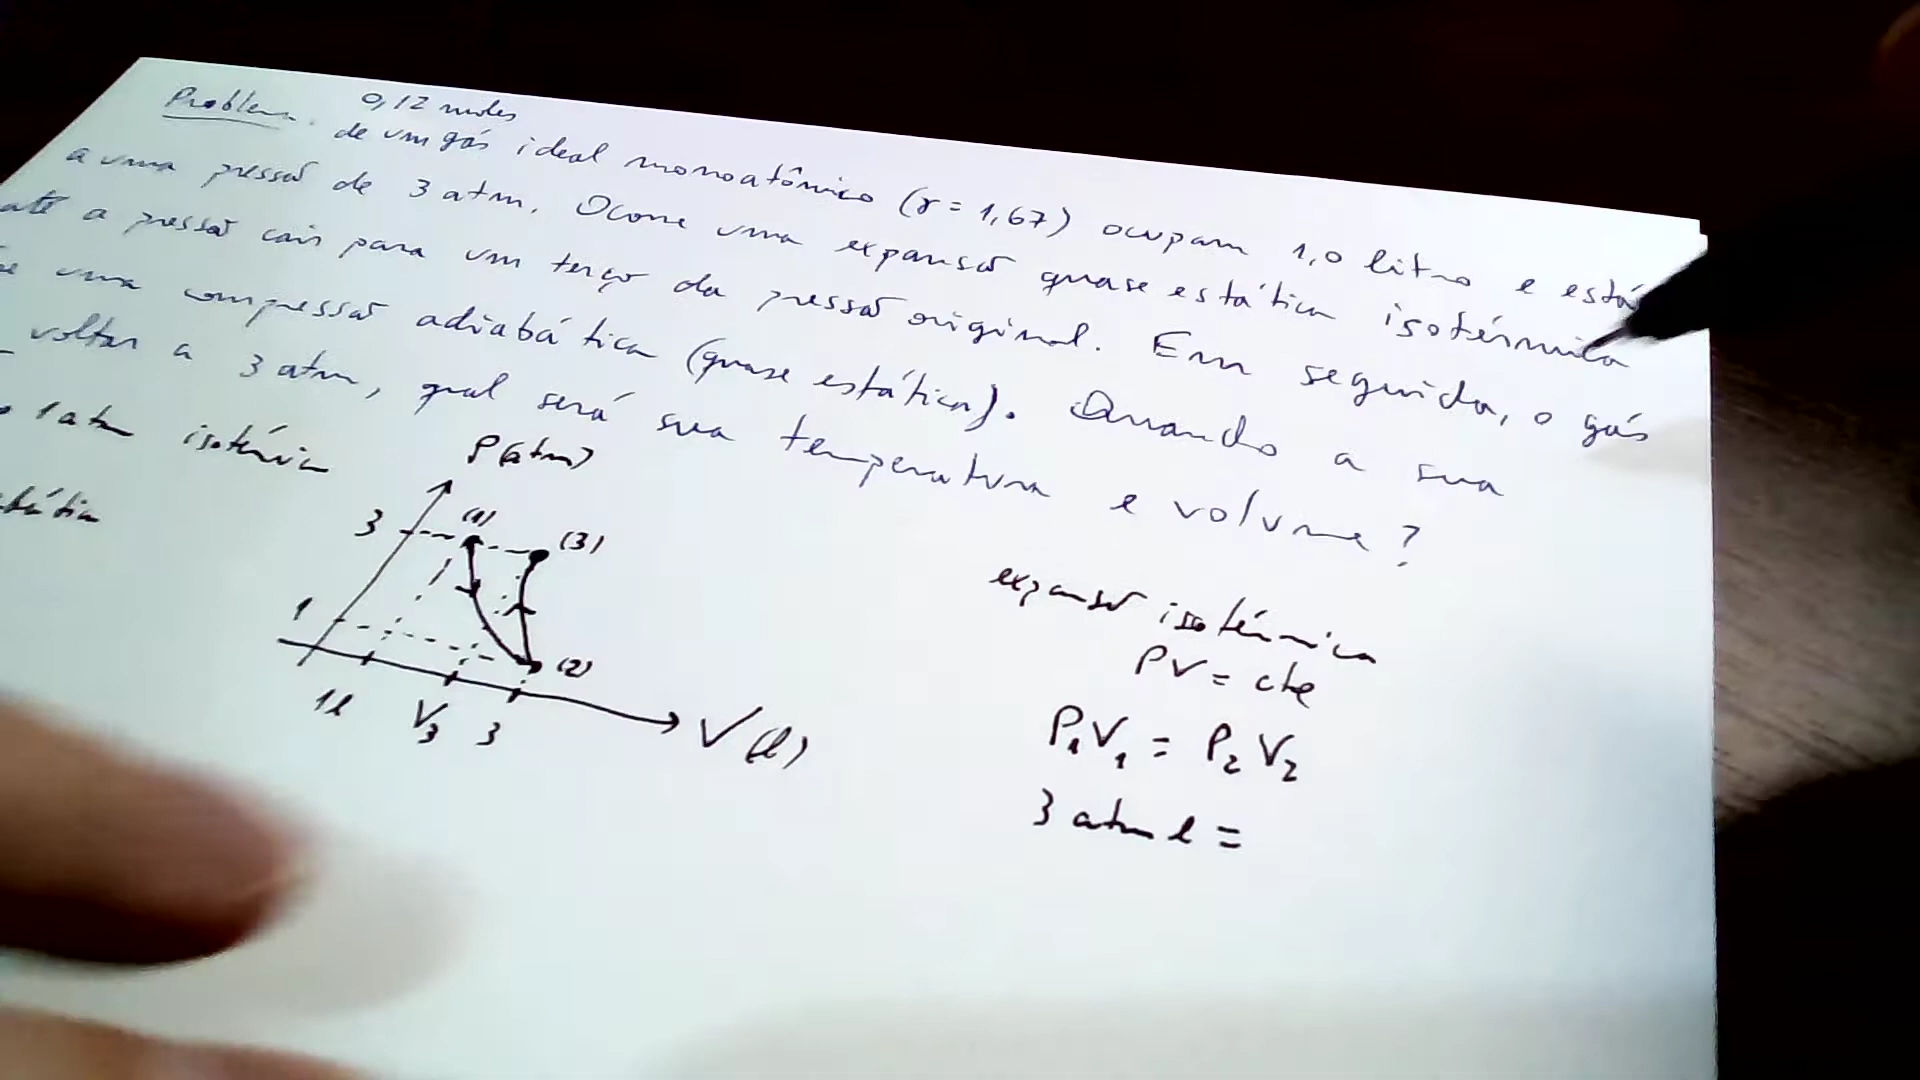 Problema. 0,12 moles
de um gás ideal monoatômico (γ = 1,67) ocupam 1,0 litro e está
a uma pressão de 3 atm. Ocorre uma expansão quase estática isotérmica
até a pressão cair para um terço da pressão original. Em seguida, o gás
uma compressão adiabática (quase estática). Quando a sua
voltar a 3 atm, qual será sua temperatura e volume?
1 atm isotérmica
P(atm)
3
(1)
(3)
1
(2)
1l
V₃
3
V(l)
expansão isotérmica
PV = cte
P₁V₁ = P₂V₂
3 atm l =